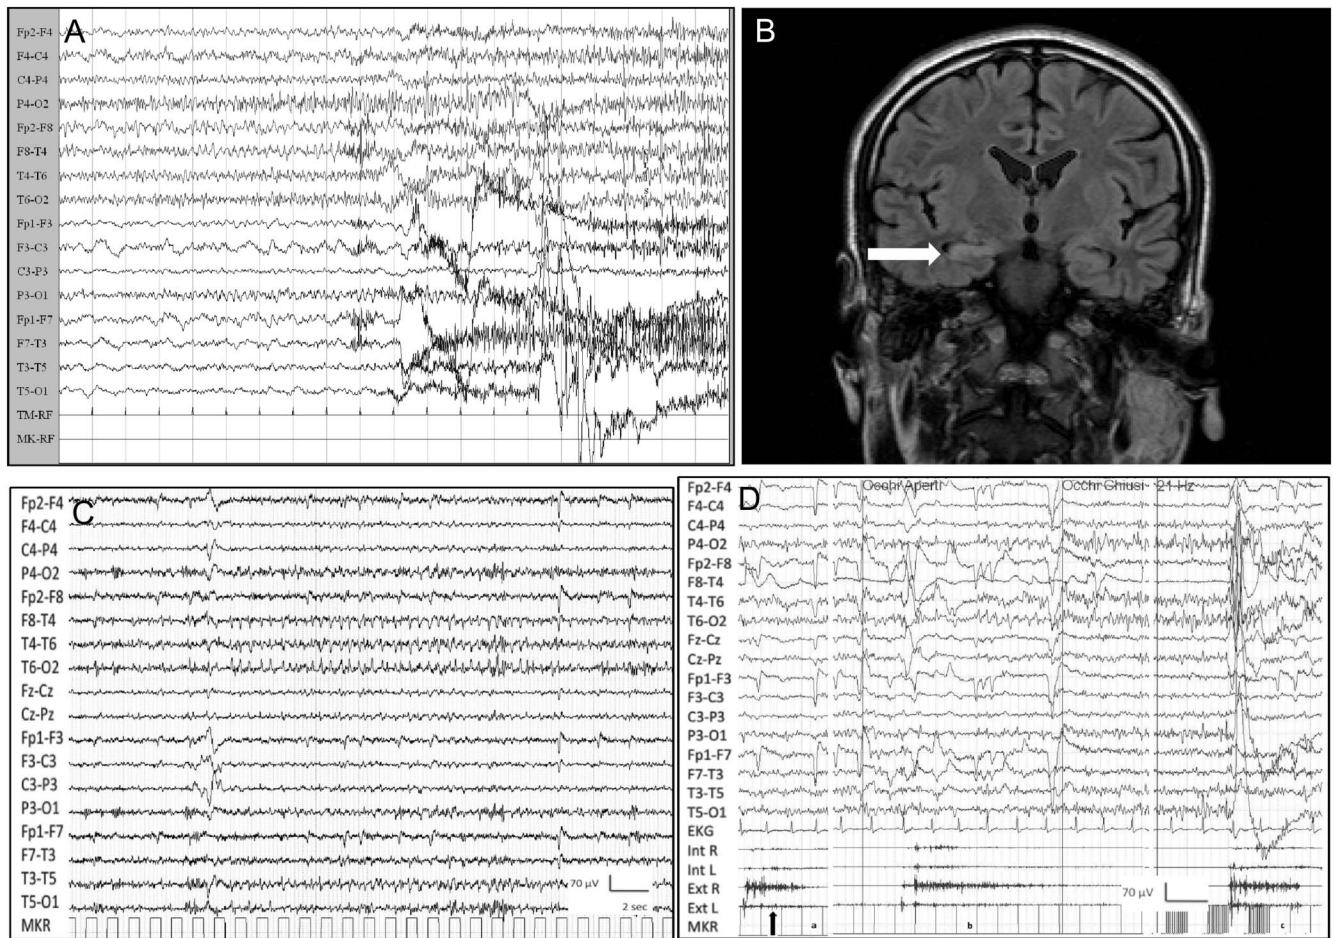 A
Fp2-F4
F4-C4
C4-P4
P4-O2
Fp2-F8
F8-T4
T4-T6
T6-O2
Fp1-F3
F3-C3
C3-P3
P3-O1
Fp1-F7
F7-T3
T3-T5
T5-O1
TM-RF
MK-RF
B
C
Fp2-F4
F4-C4
C4-P4
P4-O2
Fp2-F8
F8-T4
T4-T6
T6-O2
Fz-Cz
Cz-Pz
Fp1-F3
F3-C3
C3-P3
P3-O1
Fp1-F7
F7-T3
T3-T5
T5-O1
MKR
70 µV
2 sec
D
Occhi Aperti
Occhi Chiusi
21 Hz
Fp2-F4
F4-C4
C4-P4
P4-O2
Fp2-F8
F8-T4
T4-T6
T6-O2
Fz-Cz
Cz-Pz
Fp1-F3
F3-C3
C3-P3
P3-O1
Fp1-F7
F7-T3
T3-T5
T5-O1
EKG
Int R
Int L
Ext R
Ext L
MKR
70 µV
a
b
c